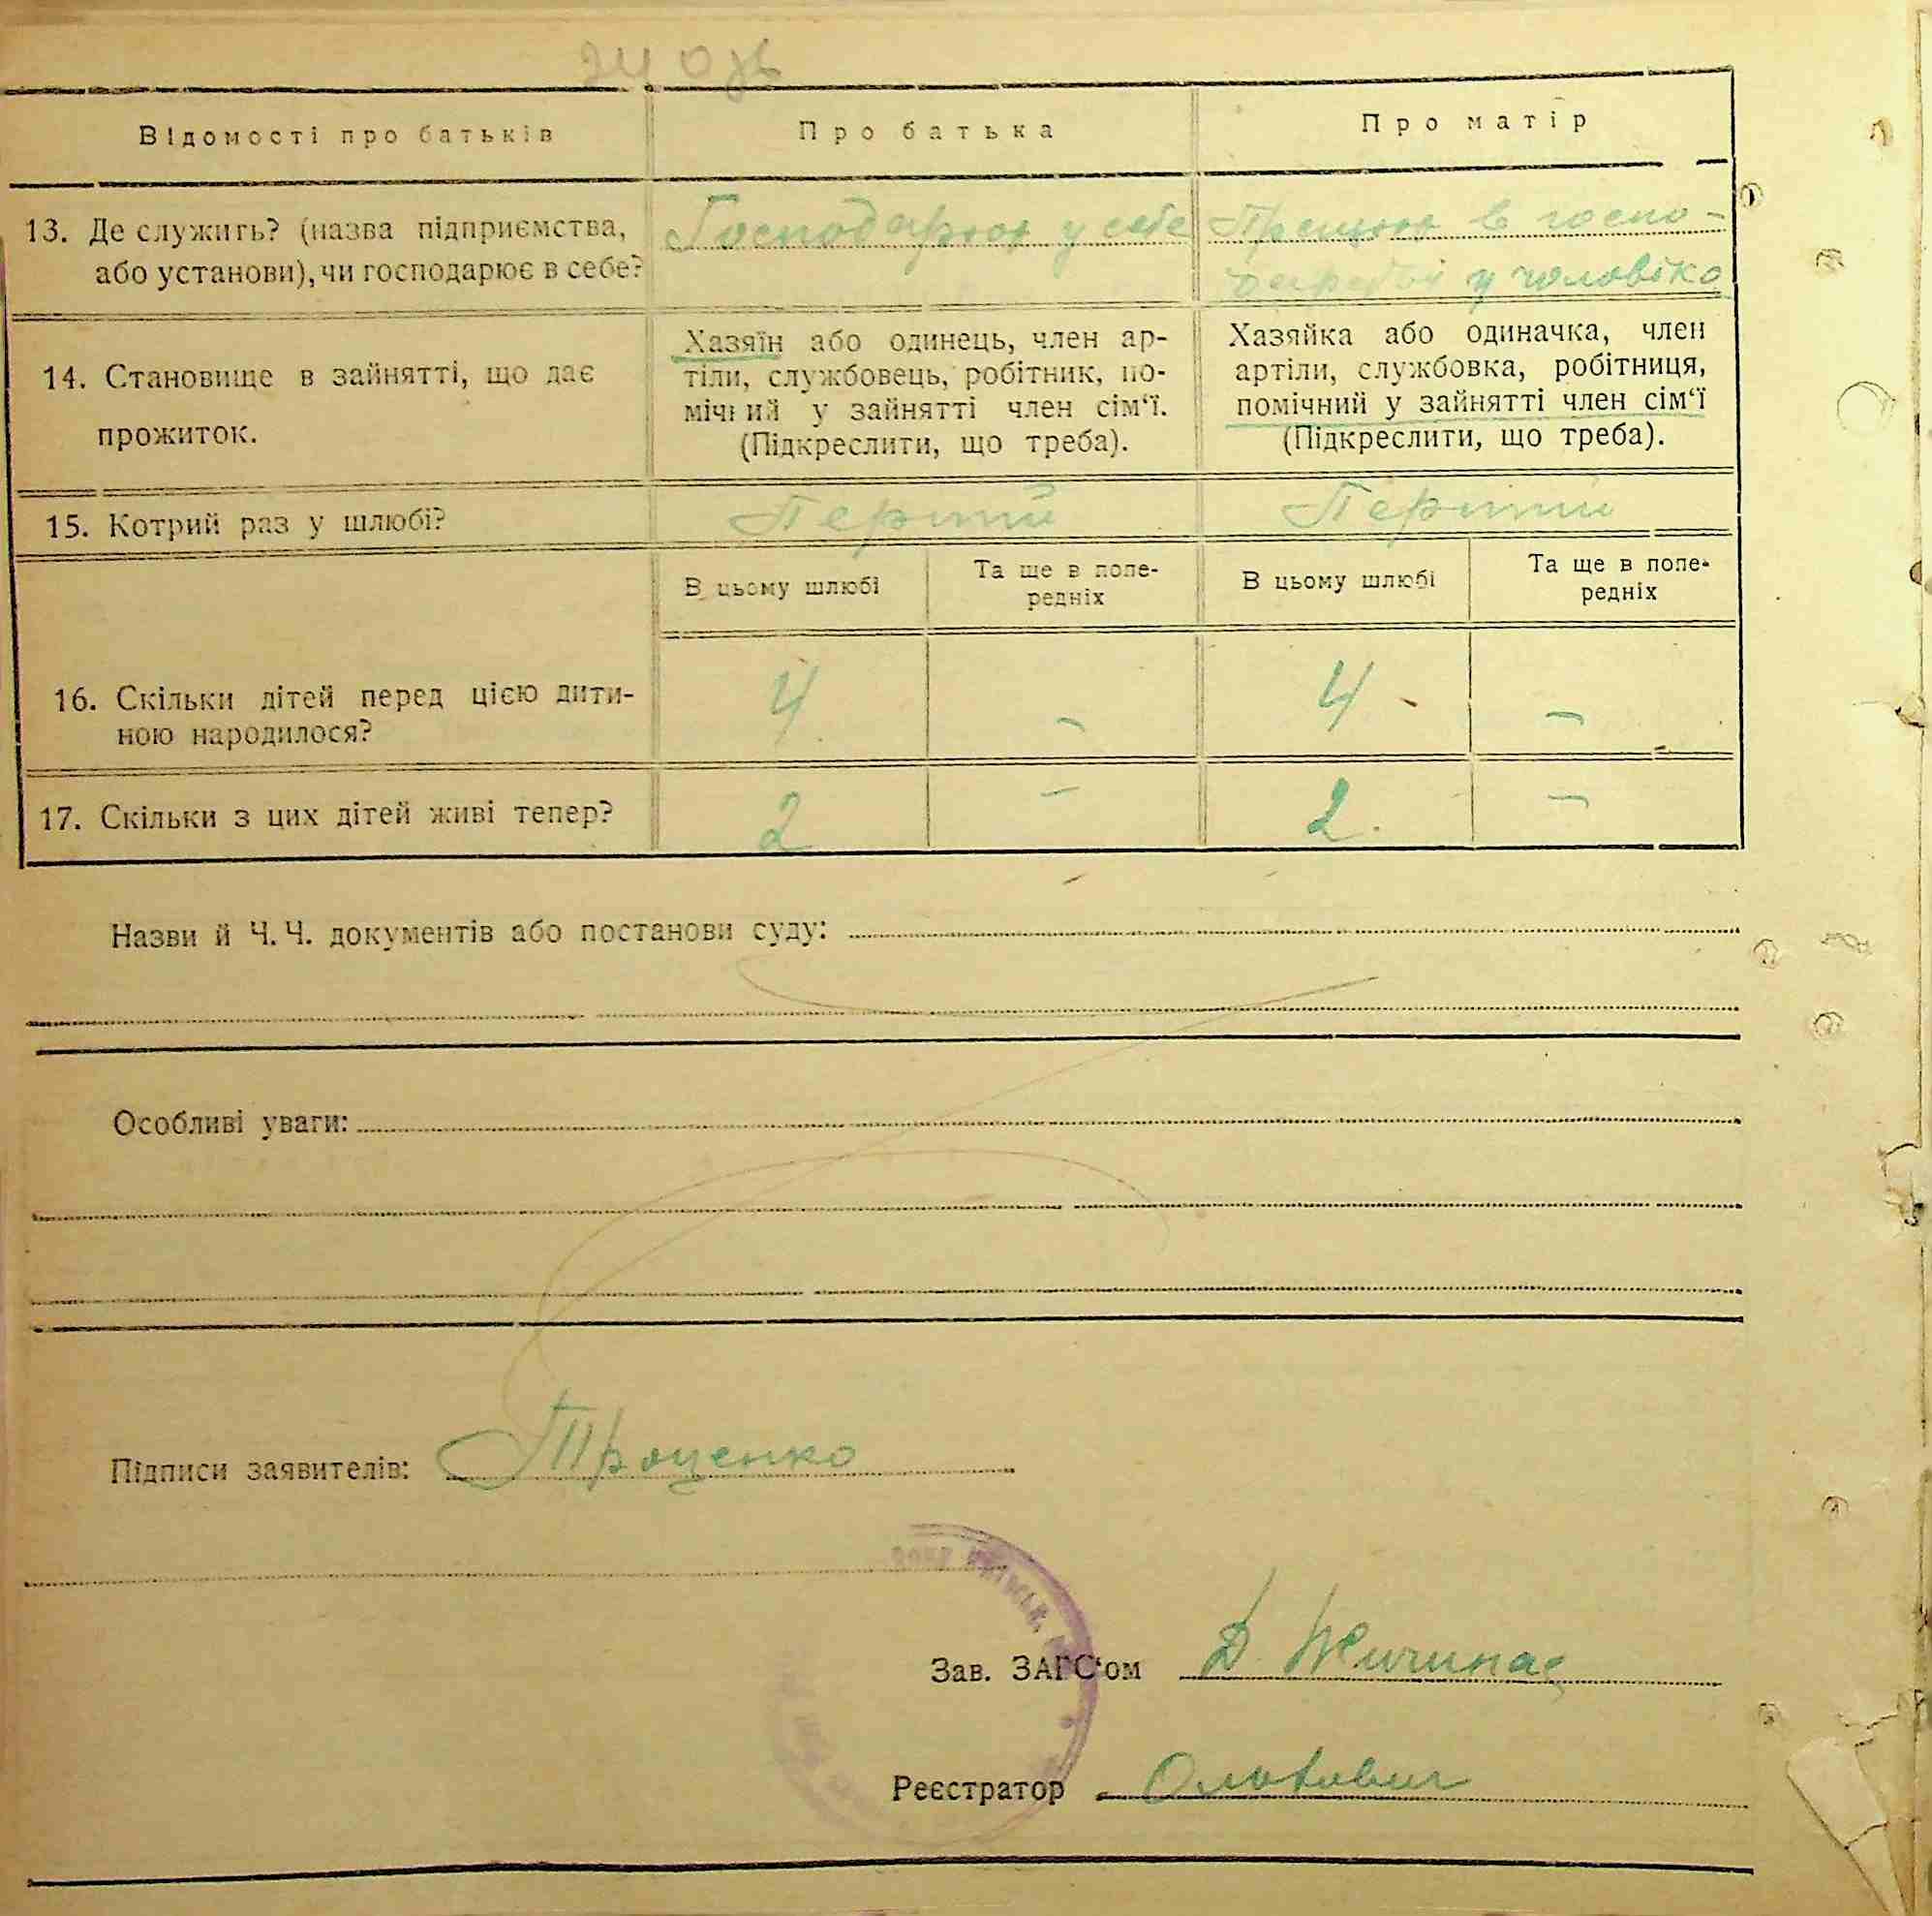 Відомості про батьків
Про батька
Про матір
13. Де служить? (назва підприємства,
або установи), чи господарює в себе?
Господарює у себе
Працює в госпо-
дарстві у чоловіка
14. Становище в зайнятті, що дає
прожиток.
Хазяїн або одинець, член ар-
тіли, службовець, робітник, по-
мічний у зайнятті член сім‘ї.
(Підкреслити, що треба).
Хазяйка або одиначка, член
артіли, службовка, робітниця,
помічний у зайнятті член сім‘ї
(Підкреслити, що треба).
15. Котрий раз у шлюбі?
Перший
Перший
В цьому шлюбі
Та ще в попе-
редніх
В цьому шлюбі
Та ще в попе-
редніх
16. Скільки дітей перед цією дити-
ною народилося?
4
–
4
–
17. Скільки з цих дітей живі тепер?
2
–
2.
–
Назви й Ч. Ч. документів або постанови суду:
Особливі уваги:
Підписи заявителів: Троценко
Зав. ЗАГС‘ом Д.
Реєстратор